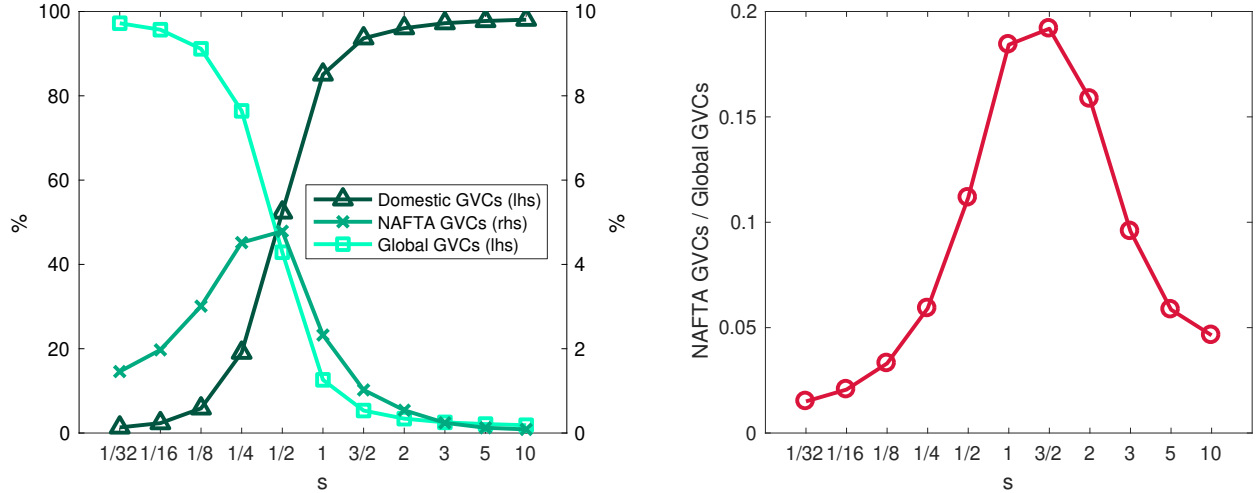 100
80
60
40
20
0
%
10
8
6
4
2
0
%
Domestic GVCs (lhs)
NAFTA GVCs (rhs)
Global GVCs (lhs)
1/32 1/16 1/8 1/4 1/2 1 3/2 2 3 5 10
s
0.2
0.15
0.1
0.05
0
NAFTA GVCs / Global GVCs
1/32 1/16 1/8 1/4 1/2 1 3/2 2 3 5 10
s